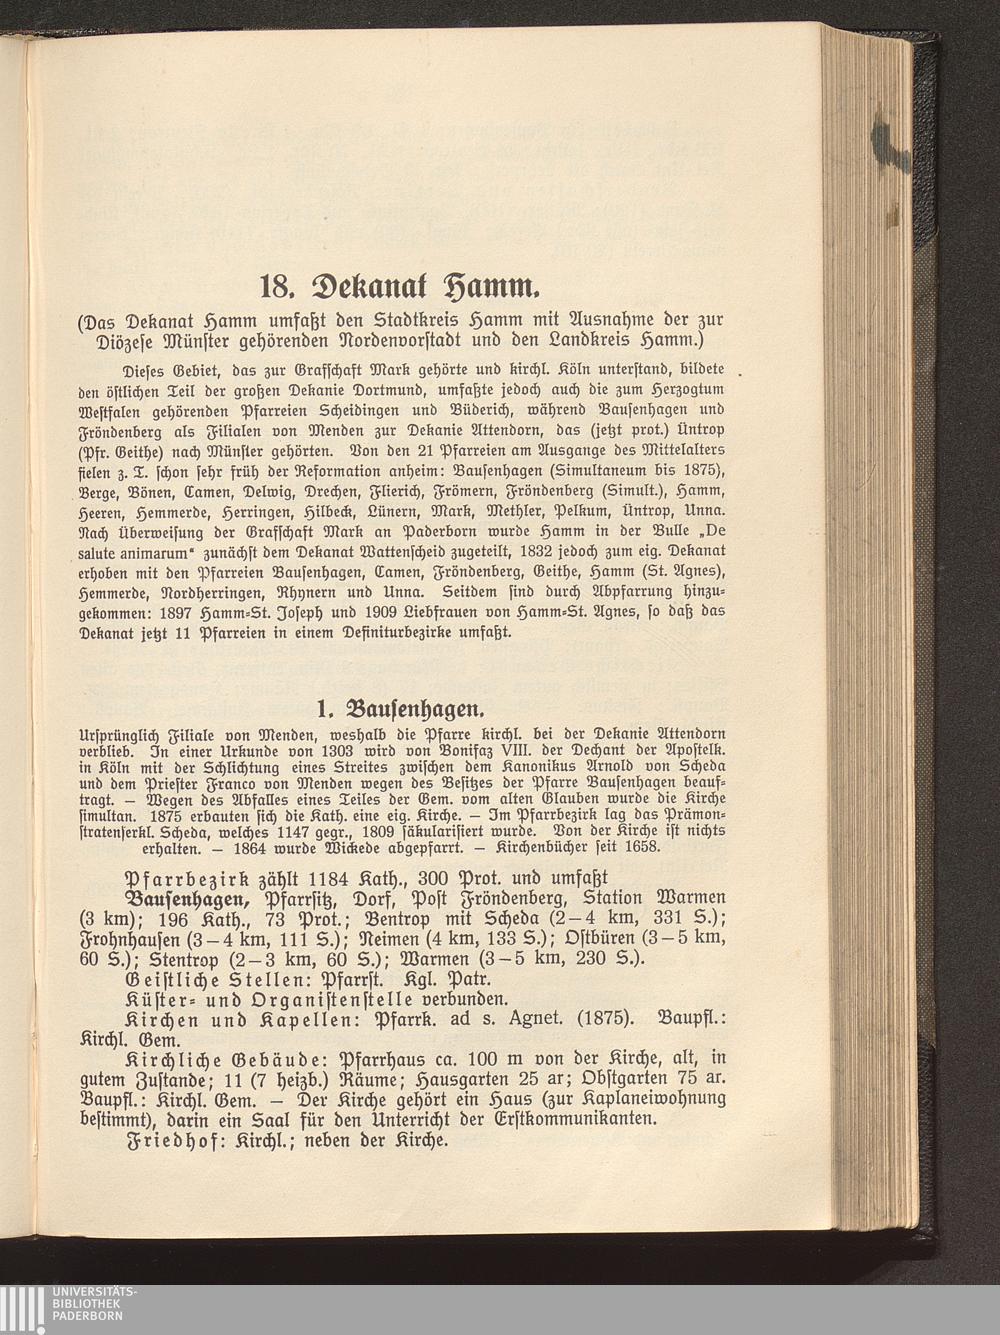 18. Dekanat Hamm.
(Das Dekanat Hamm umfaßt den Stadtkreis Hamm mit Ausnahme der zur
Diözese Münster gehörenden Nordenvorstadt und den Landkreis Hamm.)
Dieses Gebiet, das zur Grafschaft Mark gehörte und kirchl. Köln unterstand, bildete
den östlichen Teil der großen Dekanie Dortmund, umfaßte jedoch auch die zum Herzogtum
Westfalen gehörenden Pfarreien Scheidingen und Büderich, während Bausenhagen und
Fröndenberg als Filialen von Menden zur Dekanie Attendorn, das (jetzt prot.) Üntrop
(Pfr. Geithe) nach Münster gehörten. Von den 21 Pfarreien am Ausgange des Mittelalters
fielen z. T. schon sehr früh der Reformation anheim: Bausenhagen (Simultaneum bis 1875),
Berge, Bönen, Camen, Delwig, Drechen, Flierich, Frömern, Fröndenberg (Simult.), Hamm,
Heeren, Hemmerde, Herringen, Hilbeck, Lünern, Mark, Methler, Pelkum, Üntrop, Unna.
Nach Überweisung der Grafschaft Mark an Paderborn wurde Hamm in der Bulle „De
salute animarum“ zunächst dem Dekanat Wattenscheid zugeteilt, 1832 jedoch zum eig. Dekanat
erhoben mit den Pfarreien Bausenhagen, Camen, Fröndenberg, Geithe, Hamm (St. Agnes),
Hemmerde, Nordherringen, Rhynern und Unna. Seitdem sind durch Abpfarrung hinzu-
gekommen: 1897 Hamm-St. Joseph und 1909 Liebfrauen von Hamm-St. Agnes, so daß das
Dekanat jetzt 11 Pfarreien in einem Definiturbezirke umfaßt.
1. Bausenhagen.
Ursprünglich Filiale von Menden, weshalb die Pfarre kirchl. bei der Dekanie Attendorn
verblieb. In einer Urkunde von 1303 wird von Bonifaz VIII. der Dechant der Apostelk.
in Köln mit der Schlichtung eines Streites zwischen dem Kanonikus Arnold von Scheda
und dem Priester Franco von Menden wegen des Besitzes der Pfarre Bausenhagen beauf-
tragt. — Wegen des Abfalles eines Teiles der Gem. vom alten Glauben wurde die Kirche
simultan. 1875 erbauten sich die Kath. eine eig. Kirche. — Im Pfarrbezirk lag das Prämon-
stratenserkl. Scheda, welches 1147 gegr., 1809 säkularisiert wurde. Von der Kirche ist nichts
erhalten. — 1864 wurde Wickede abgepfarrt. — Kirchenbücher seit 1658.
Pfarrbezirk zählt 1184 Kath., 300 Prot. und umfaßt
Bausenhagen, Pfarrsitz, Dorf, Post Fröndenberg, Station Warmen
(3 km); 196 Kath., 73 Prot.; Bentrop mit Scheda (2—4 km, 331 S.);
Frohnhausen (3—4 km, 111 S.); Neimen (4 km, 133 S.); Ostbüren (3—5 km,
60 S.); Stentrop (2—3 km, 60 S.); Warmen (3—5 km, 230 S.).
Geistliche Stellen: Pfarrst. Kgl. Patr.
Küster- und Organistenstelle verbunden.
Kirchen und Kapellen: Pfarrk. ad s. Agnet. (1875). Baupfl.:
Kirchl. Gem.
Kirchliche Gebäude: Pfarrhaus ca. 100 m von der Kirche, alt, in
gutem Zustande; 11 (7 heizb.) Räume; Hausgarten 25 ar; Obstgarten 75 ar.
Baupfl.: Kirchl. Gem. — Der Kirche gehört ein Haus (zur Kaplaneiwohnung
bestimmt), darin ein Saal für den Unterricht der Erstkommunikanten.
Friedhof: Kirchl.; neben der Kirche.
UNIVERSITÄTS-
BIBLIOTHEK
PADERBORN